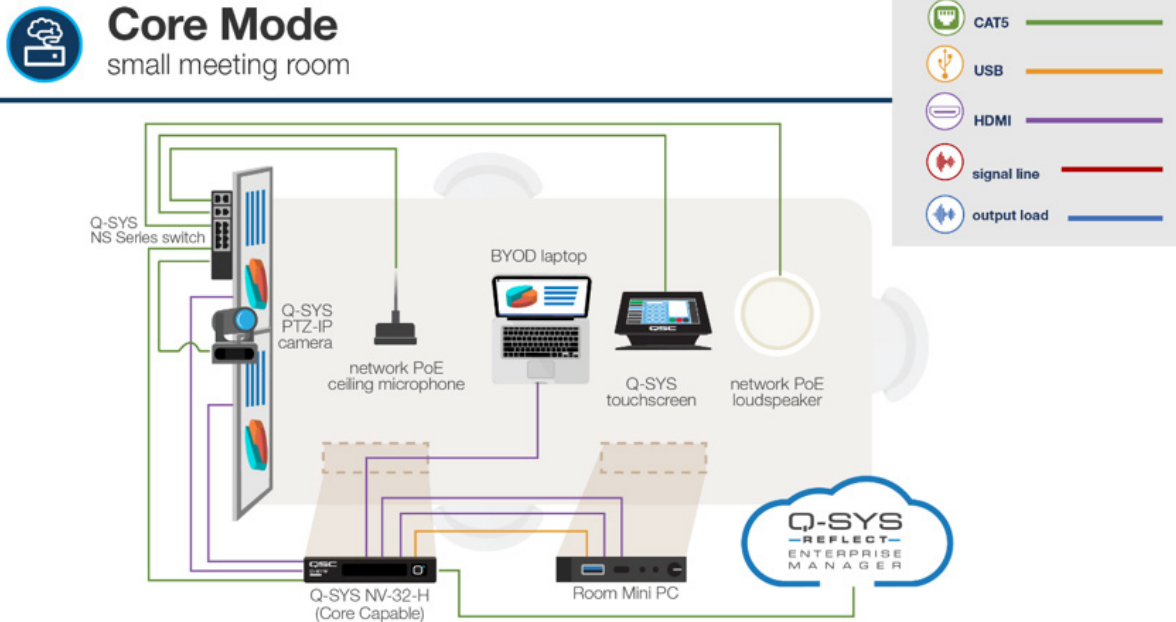 Core Mode
small meeting room
CAT5
USB
HDMI
signal line
output load
Q-SYS
NS Series switch
Q-SYS
PTZ-IP
camera
network PoE
ceiling microphone
BYOD laptop
QSC
Q-SYS
touchscreen
network PoE
loudspeaker
QSC
Q-SYS NV-32-H
(Core Capable)
Room Mini PC
Q-SYS
REFLECT
ENTERPRISE
MANAGER